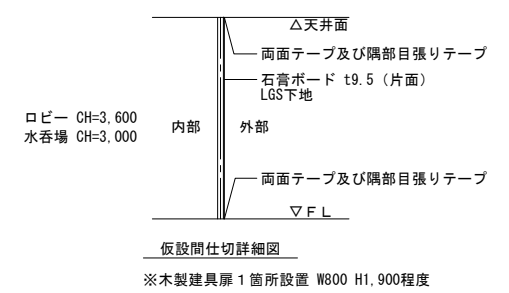 △天井面
両面テープ及び隅部目張りテープ
石膏ボード t9.5（片面）
LGS下地
ロビー CH=3,600
水呑場 CH=3,000
内部
外部
両面テープ及び隅部目張りテープ
▽ＦＬ
仮設間仕切詳細図
※木製建具扉１箇所設置 W800 H1,900程度